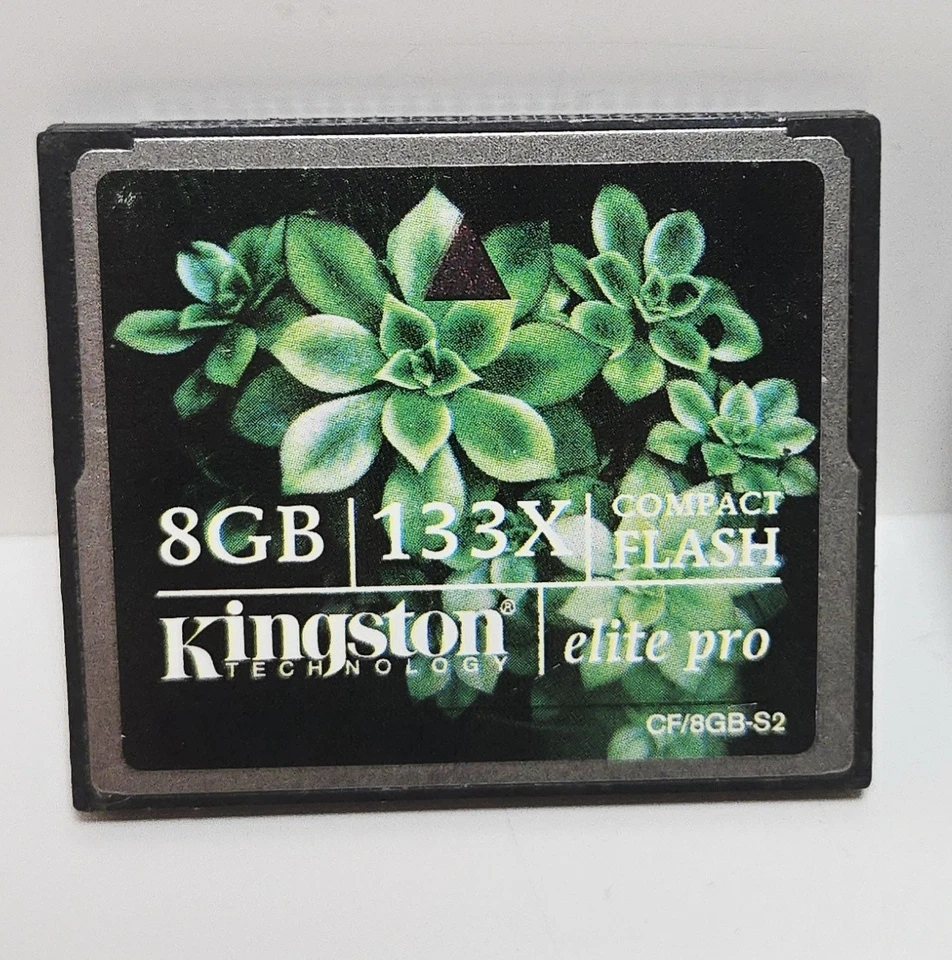 8GB 133X COMPACT FLASH
Kingston® elite pro
TECHNOLOGY
CF/8GB-S2